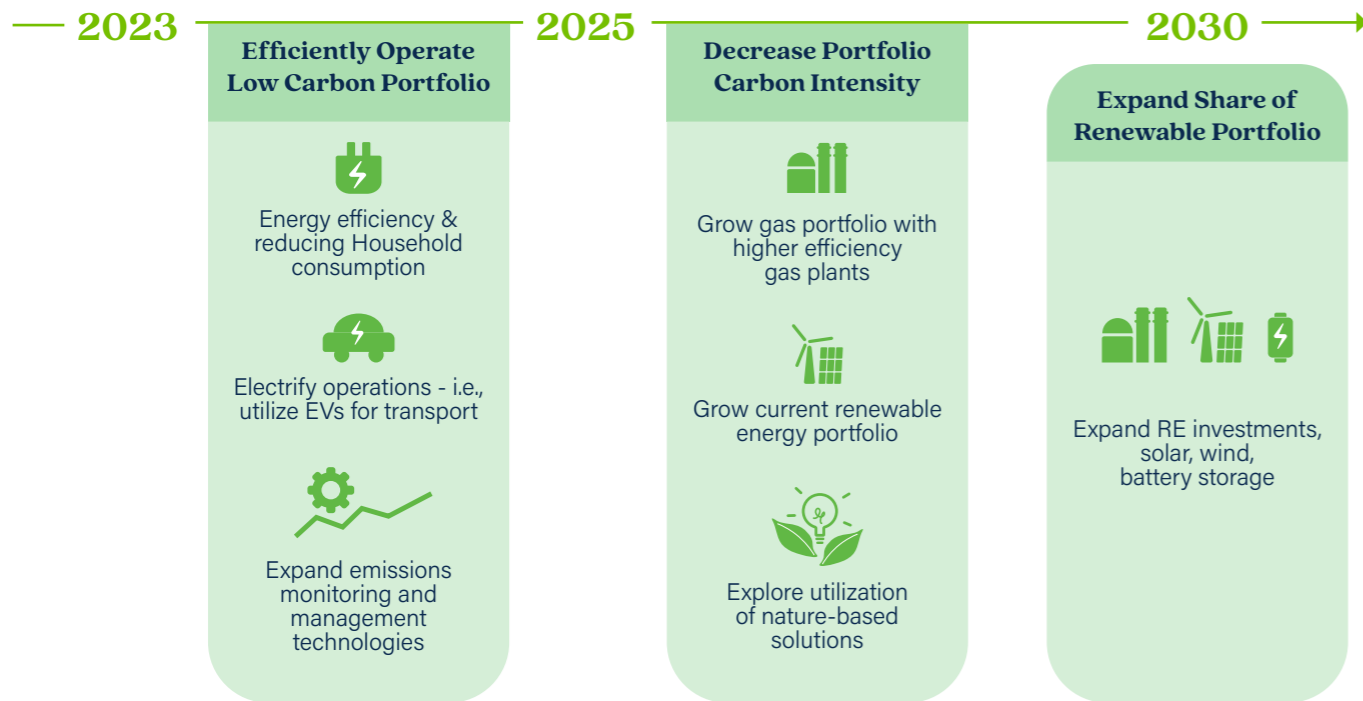 2023
2025
2030
Efficiently Operate
Low Carbon Portfolio
Energy efficiency &
reducing Household
consumption
Electrify operations - i.e.,
utilize EVs for transport
Expand emissions
monitoring and
management
technologies
Decrease Portfolio
Carbon Intensity
Grow gas portfolio with
higher efficiency
gas plants
Grow current renewable
energy portfolio
Explore utilization
of nature-based
solutions
Expand Share of
Renewable Portfolio
Expand RE investments,
solar, wind,
battery storage